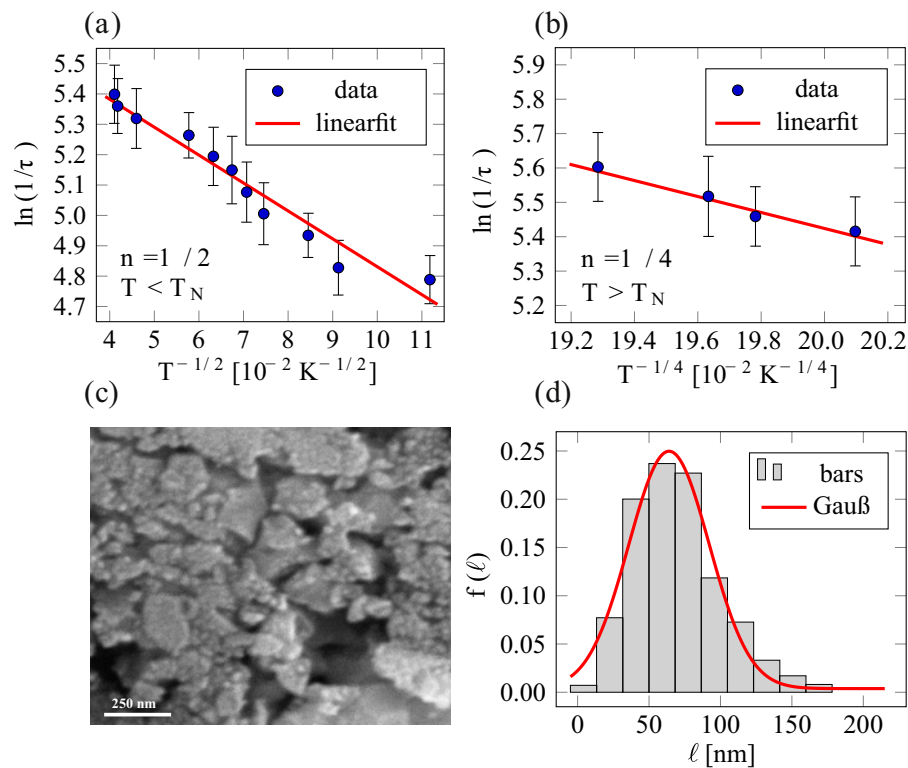 (a)
5.5
5.4
5.3
5.2
5.1
5.0
4.9
4.8
4.7
ln (1/τ )
data
linearfit
n =1 / 2
T < T_N
4 5 6 7 8 9 10 11
T^{-1/2} [10^{-2} K^{-1/2}]
(b)
5.9
5.8
5.7
5.6
5.5
5.4
5.3
5.2
ln (1/τ )
data
linearfit
n =1 / 4
T > T_N
19.2 19.4 19.6 19.8 20.0 20.2
T^{-1/4} [10^{-2} K^{-1/4}]
(c)
250 nm
(d)
0.25
0.20
0.15
0.10
0.05
0.00
f (ℓ)
bars
Gauß
0 50 100 150 200
ℓ [nm]